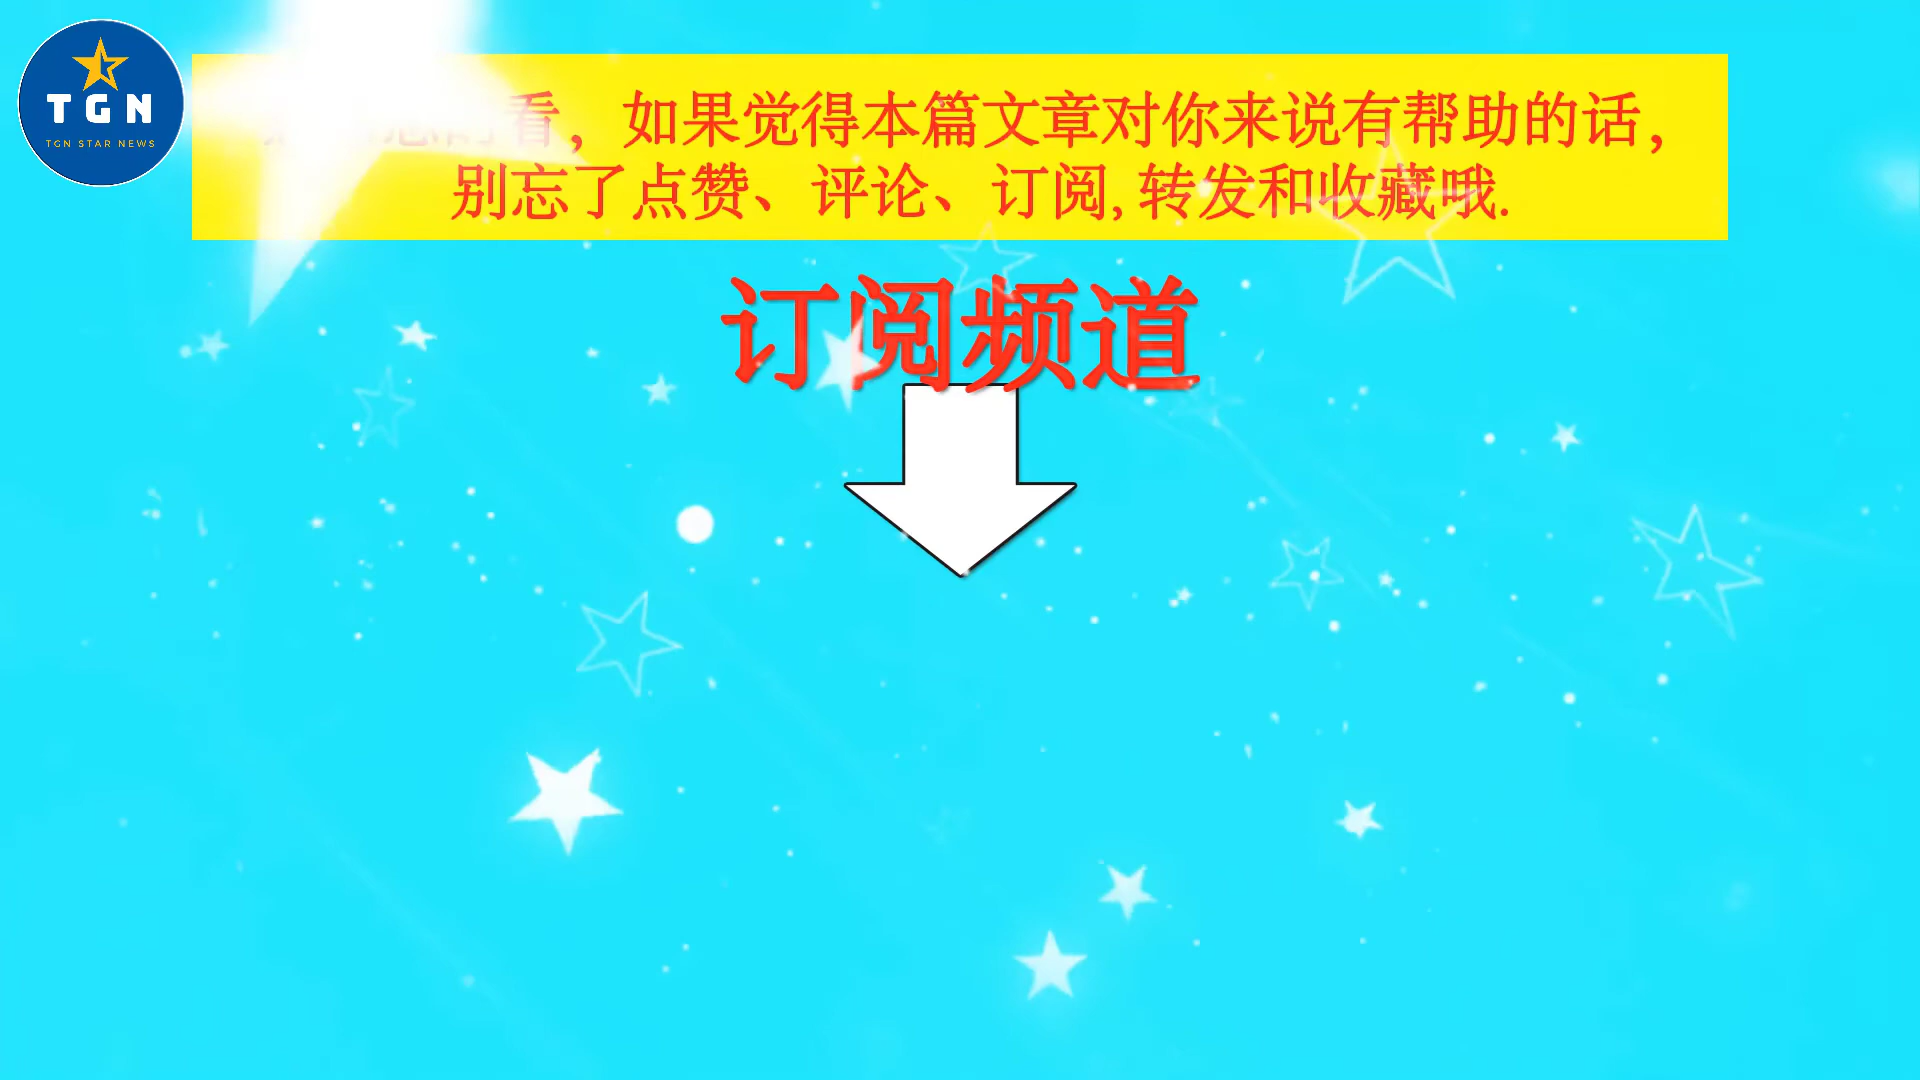 TGN
TGN STAR NEWS
看，如果觉得本篇文章对你来说有帮助的话，
别忘了点赞、评论、订阅,转发和收藏哦.
订阅频道